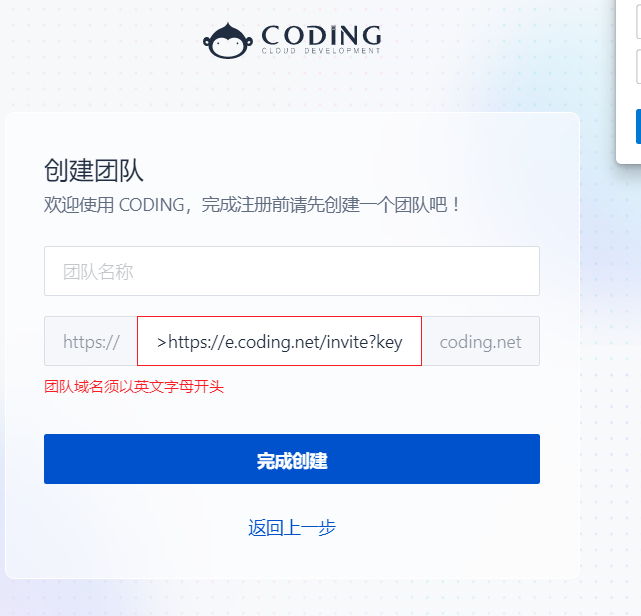 CODING
CLOUD DEVELOPMENT
创建团队
欢迎使用 CODING，完成注册前请先创建一个团队吧！
团队名称
https:// >https://e.coding.net/invite?key coding.net
团队域名须以英文字母开头
完成创建
返回上一步